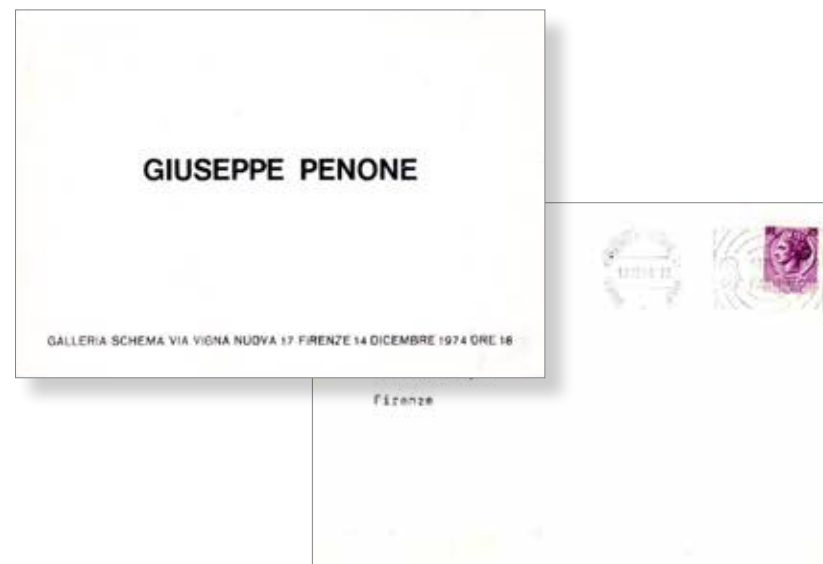 GIUSEPPE PENONE
GALLERIA SCHEMA VIA VIGNA NUOVA 17 FIRENZE 14 DICEMBRE 1974 ORE 18
Firenze